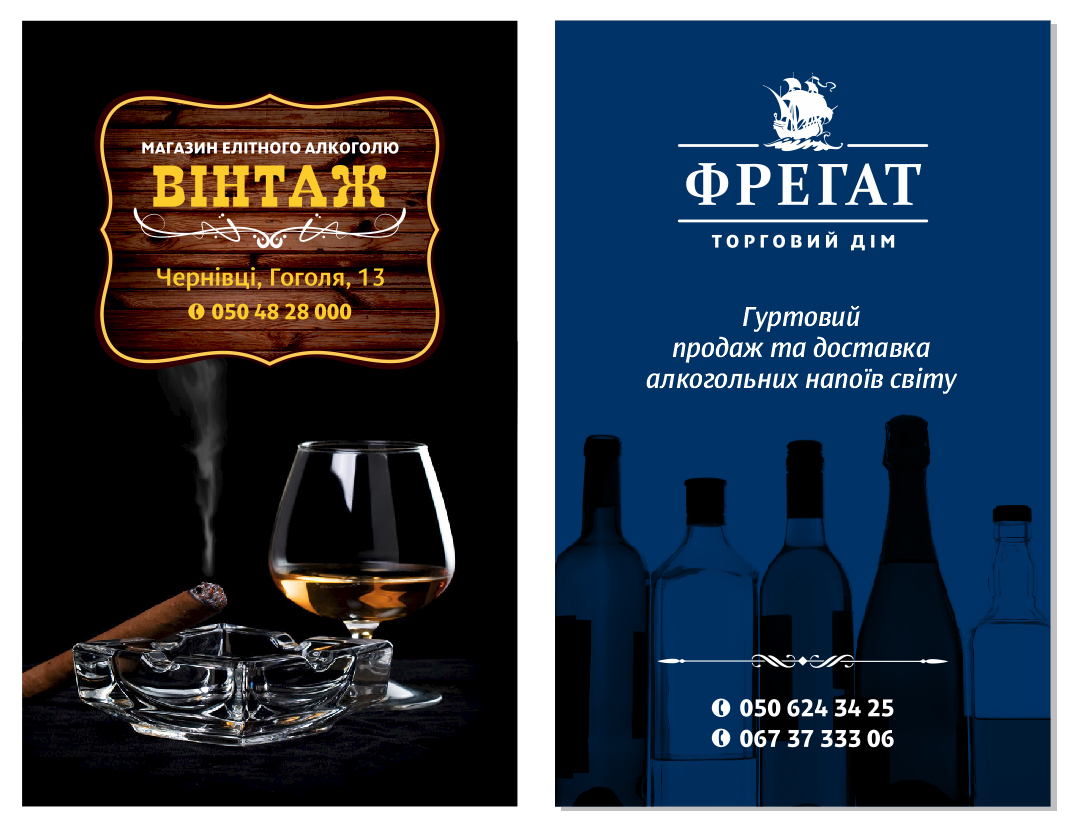 МАГАЗИН ЕЛІТНОГО АЛКОГОЛЮ
ВІНТАЖ
Чернівці, Гоголя, 13
050 48 28 000
ФРЕГАТ
ТОРГОВИЙ ДІМ
Гуртовий
продаж та доставка
алкогольних напоїв світу
050 624 34 25
067 37 333 06